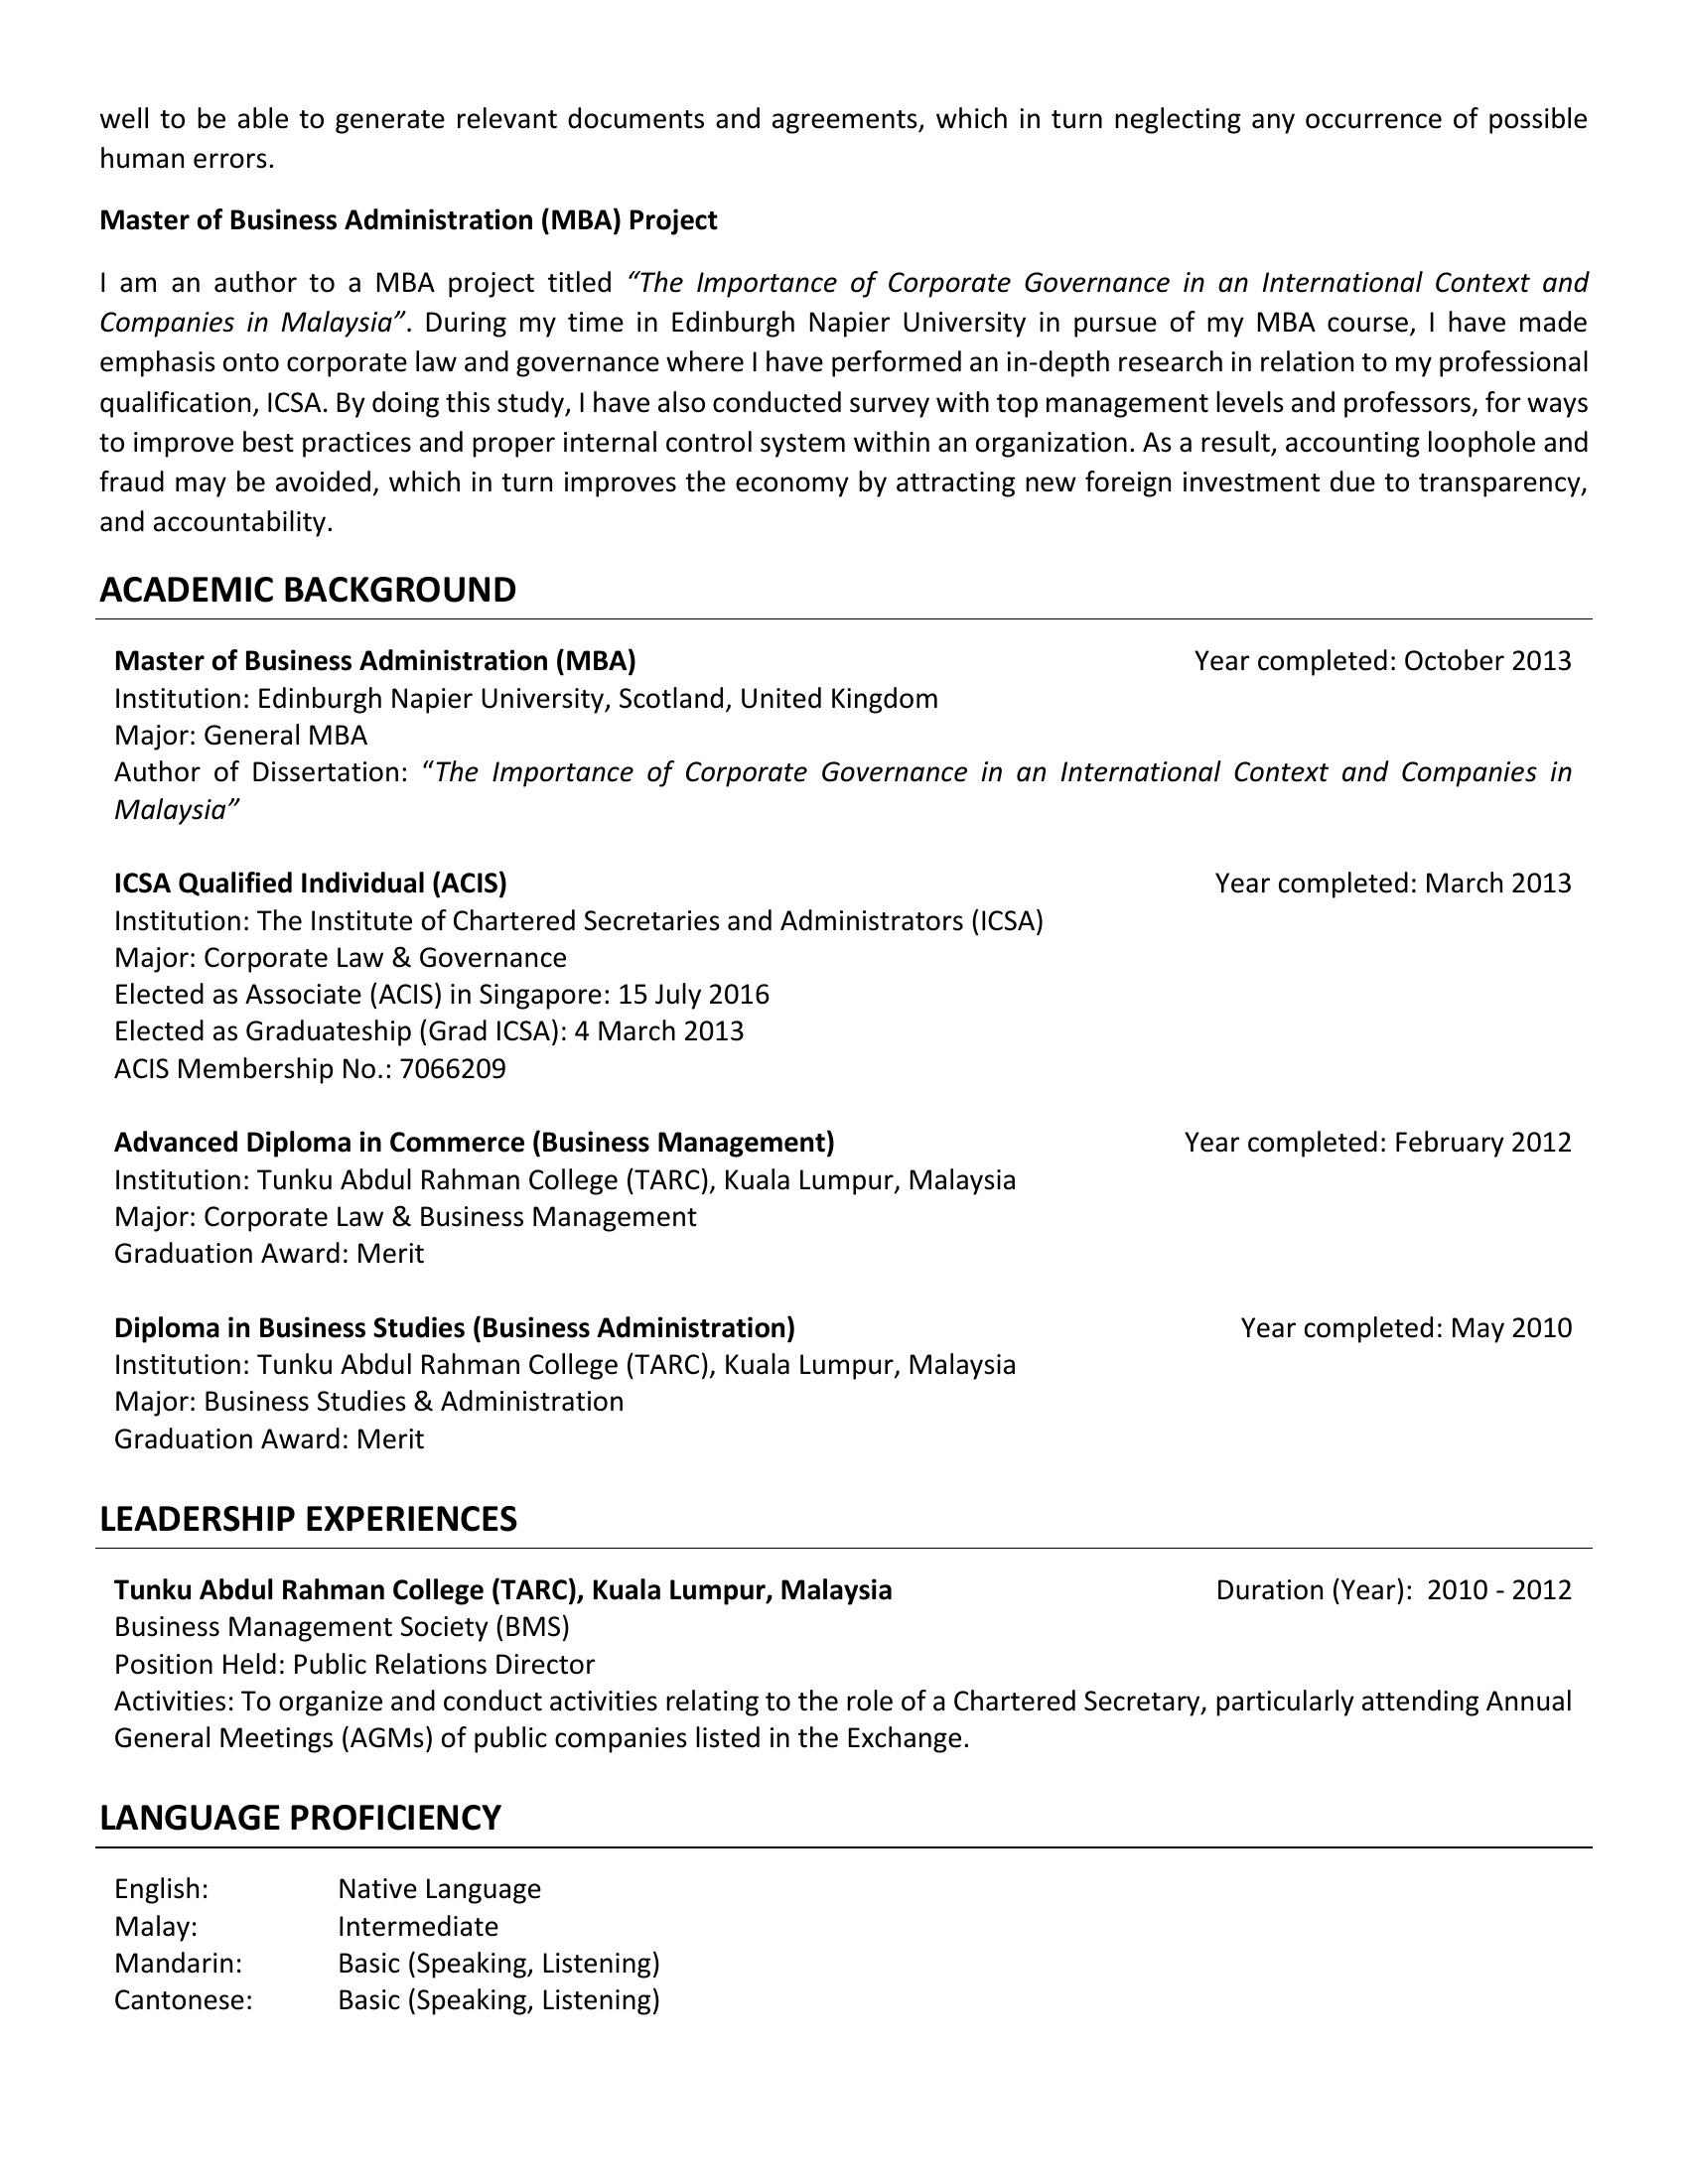 well to be able to generate relevant documents and agreements, which in turn neglecting any occurrence of possible
human errors.
Master of Business Administration (MBA) Project
I am an author to a MBA project titled “The Importance of Corporate Governance in an International Context and
Companies in Malaysia”. During my time in Edinburgh Napier University in pursue of my MBA course, I have made
emphasis onto corporate law and governance where I have performed an in-depth research in relation to my professional
qualification, ICSA. By doing this study, I have also conducted survey with top management levels and professors, for ways
to improve best practices and proper internal control system within an organization. As a result, accounting loophole and
fraud may be avoided, which in turn improves the economy by attracting new foreign investment due to transparency,
and accountability.
ACADEMIC BACKGROUND
Master of Business Administration (MBA) Year completed: October 2013
Institution: Edinburgh Napier University, Scotland, United Kingdom
Major: General MBA
Author of Dissertation: “The Importance of Corporate Governance in an International Context and Companies in
Malaysia”
ICSA Qualified Individual (ACIS) Year completed: March 2013
Institution: The Institute of Chartered Secretaries and Administrators (ICSA)
Major: Corporate Law & Governance
Elected as Associate (ACIS) in Singapore: 15 July 2016
Elected as Graduateship (Grad ICSA): 4 March 2013
ACIS Membership No.: 7066209
Advanced Diploma in Commerce (Business Management) Year completed: February 2012
Institution: Tunku Abdul Rahman College (TARC), Kuala Lumpur, Malaysia
Major: Corporate Law & Business Management
Graduation Award: Merit
Diploma in Business Studies (Business Administration) Year completed: May 2010
Institution: Tunku Abdul Rahman College (TARC), Kuala Lumpur, Malaysia
Major: Business Studies & Administration
Graduation Award: Merit
LEADERSHIP EXPERIENCES
Tunku Abdul Rahman College (TARC), Kuala Lumpur, Malaysia Duration (Year): 2010 - 2012
Business Management Society (BMS)
Position Held: Public Relations Director
Activities: To organize and conduct activities relating to the role of a Chartered Secretary, particularly attending Annual
General Meetings (AGMs) of public companies listed in the Exchange.
LANGUAGE PROFICIENCY
English: Native Language
Malay: Intermediate
Mandarin: Basic (Speaking, Listening)
Cantonese: Basic (Speaking, Listening)